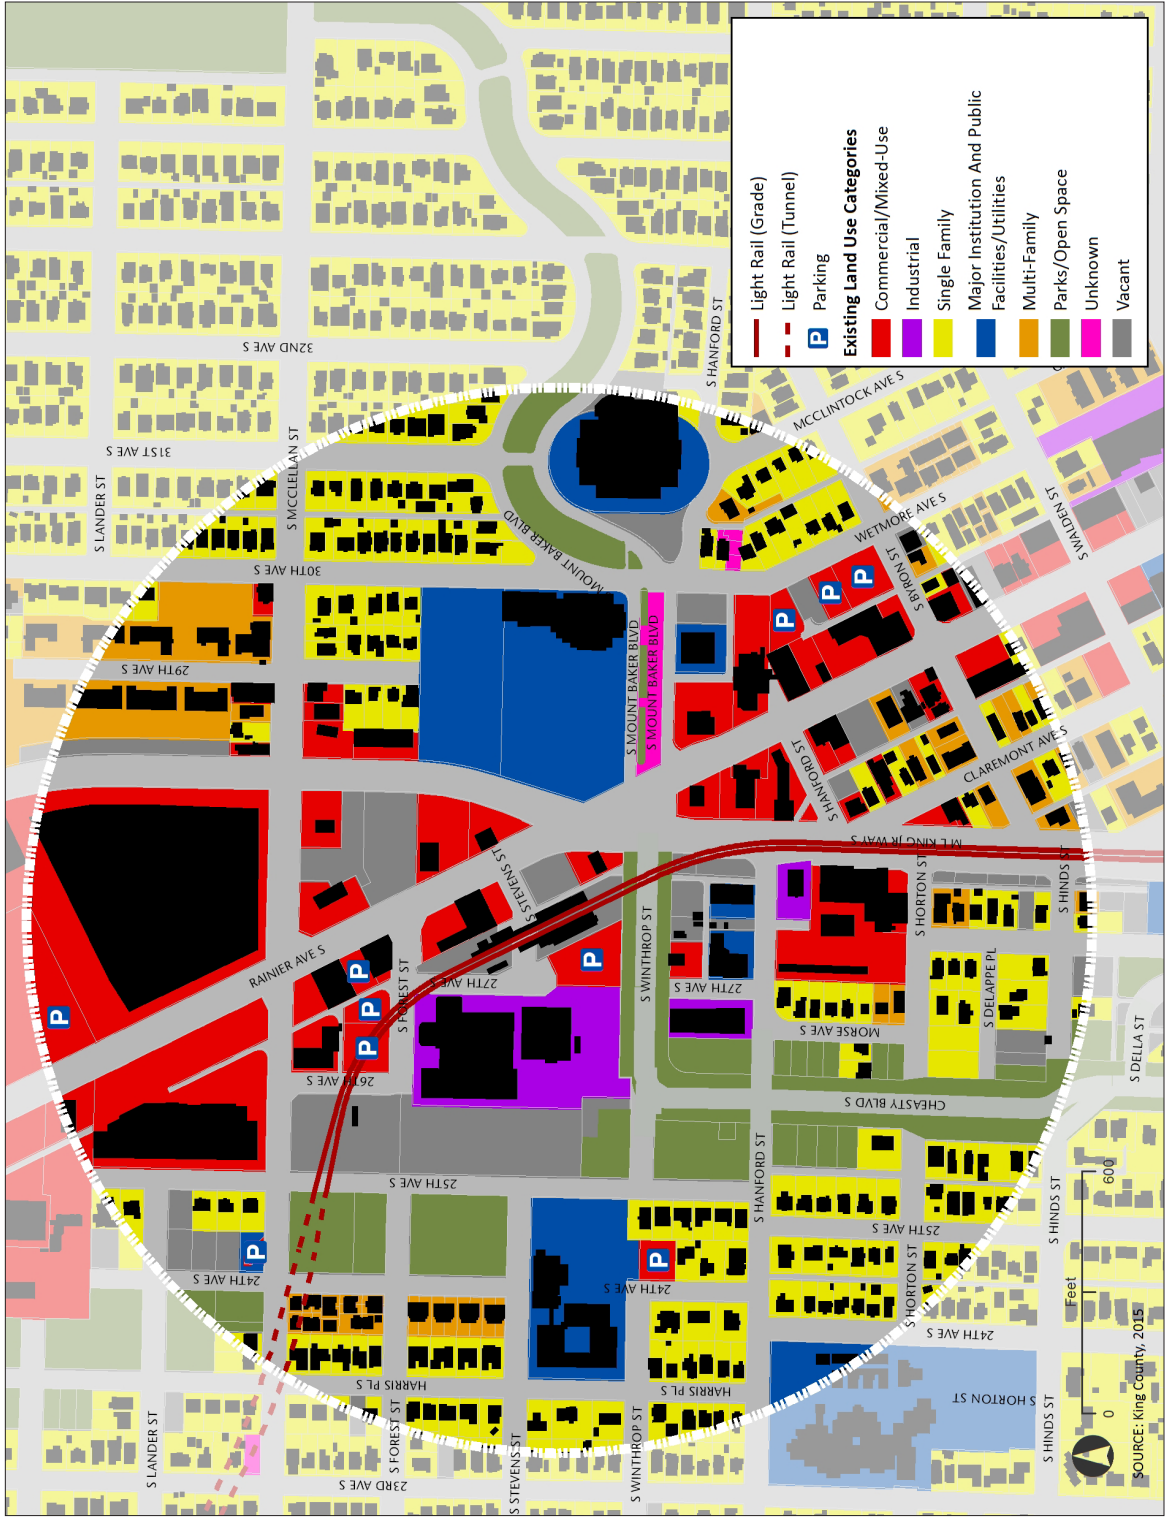 Light Rail (Grade)
Light Rail (Tunnel)
P Parking
Existing Land Use Categories
Commercial/Mixed-Use
Industrial
Single Family
Major Institution And Public
Facilities/Utilities
Multi-Family
Parks/Open Space
Unknown
Vacant
S LANDER ST
31ST AVE S
S MCCLELLAN ST
32ND AVE S
30TH AVE S
29TH AVE S
MOUNT BAKER BLVD
S MOUNT BAKER BLVD
S MOUNT BAKER BLVD
S HANFORD ST
MCCLINTOCK AVE S
WETMORE AVE S
S WALDEN ST
S BYRON ST
P
P
P
S HANFORD ST
CLAREMONT AVE S
M L KING JR WAY S
S HORTON ST
S HINDS ST
RAINIER AVE S
S STEVENS ST
S FOREST ST
27TH AVE S
S WINTHROP ST
27TH AVE S
MORSE AVE S
S DELAPPE PL
S DELLA ST
P
P
P
P
P
26TH AVE S
CHEASTY BLVD S
25TH AVE S
S HANFORD ST
25TH AVE S
S HINDS ST
P
24TH AVE S
P
24TH AVE S
S HORTON ST
24TH AVE S
HARRIS PL S
HARRIS PL S
S LANDER ST
S FOREST ST
S STEVENS ST
S WINTHROP ST
23RD AVE S
S HORTON ST
S HINDS ST
0
600
Feet
SOURCE: King County, 2015